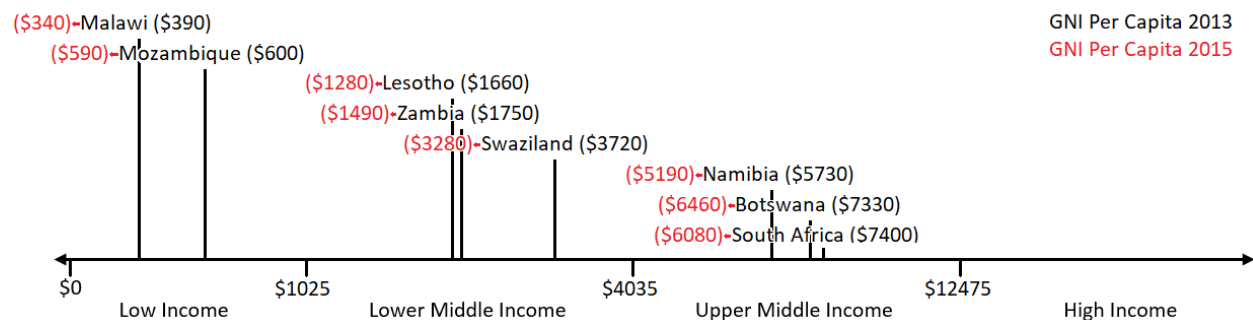 ($340) Malawi ($390)
($590) Mozambique ($600)
($1280) Lesotho ($1660)
($1490) Zambia ($1750)
($3280) Swaziland ($3720)
($5190) Namibia ($5730)
($6460) Botswana ($7330)
($6080) South Africa ($7400)
GNI Per Capita 2013
GNI Per Capita 2015
$0 $1025 $4035 $12475
Low Income Lower Middle Income Upper Middle Income High Income